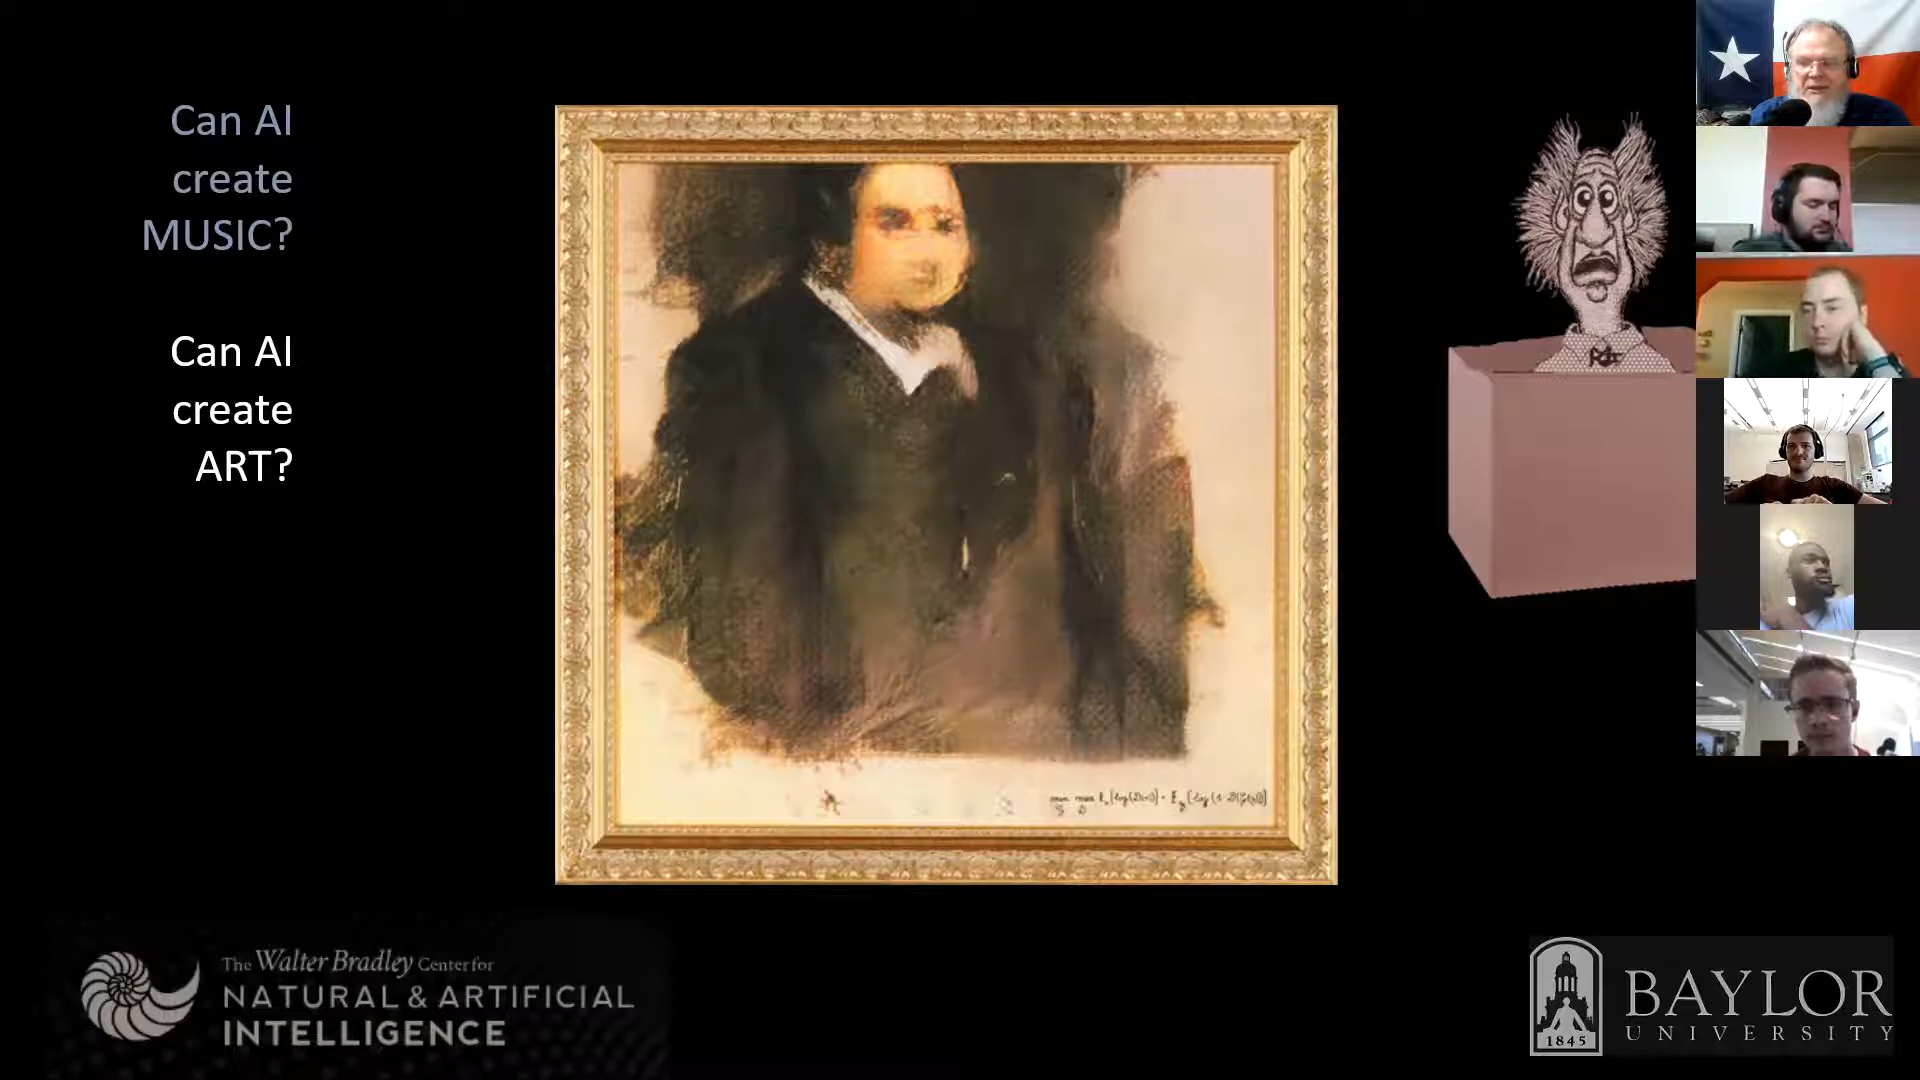 Can AI
create
MUSIC?
Can AI
create
ART?
The Walter Bradley Center for
NATURAL & ARTIFICIAL
INTELLIGENCE
1845
BAYLOR
UNIVERSITY